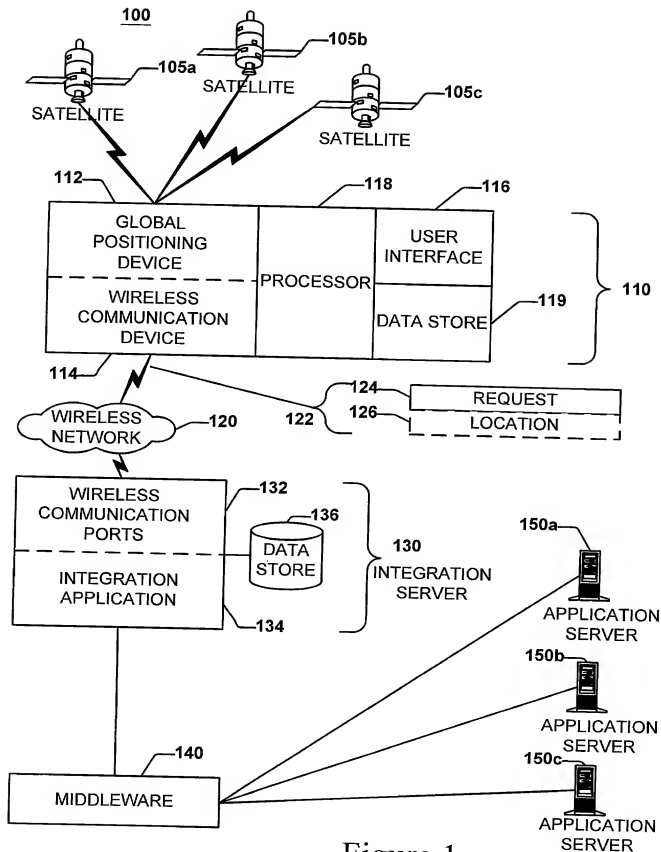 100
105a
105b
105c
SATELLITE
SATELLITE
SATELLITE
112
118
116
GLOBAL
POSITIONING
DEVICE
PROCESSOR
USER
INTERFACE
110
WIRELESS
COMMUNICATION
DEVICE
DATA STORE
119
114
WIRELESS
NETWORK
120
122
124
REQUEST
126
LOCATION
WIRELESS
COMMUNICATION
PORTS
132
136
DATA
STORE
130
INTEGRATION
SERVER
INTEGRATION
APPLICATION
134
150a
APPLICATION
SERVER
150b
APPLICATION
SERVER
140
150c
MIDDLEWARE
APPLICATION
SERVER
Figure 1